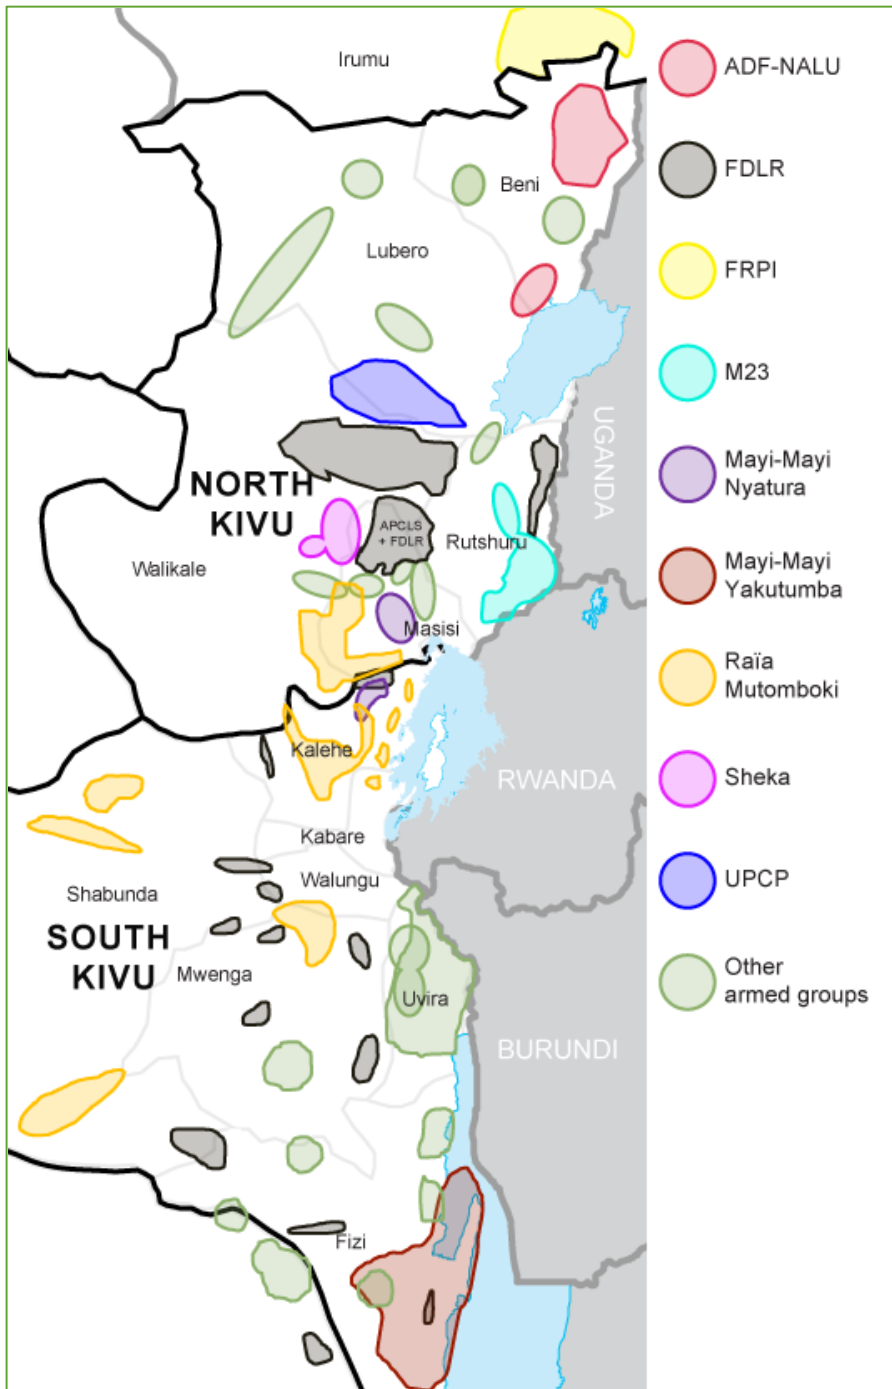 Irumu
Beni
Lubero
UGANDA
NORTH
KIVU
APCLS
+ FDLR
Rutshuru
Walikale
Masisi
Kalehe
RWANDA
Kabare
Walungu
Shabunda
SOUTH
KIVU
Mwenga
Uvira
BURUNDI
Fizi
ADF-NALU
FDLR
FRPI
M23
Mayi-Mayi
Nyatura
Mayi-Mayi
Yakutumba
Raïa
Mutomboki
Sheka
UPCP
Other
armed groups